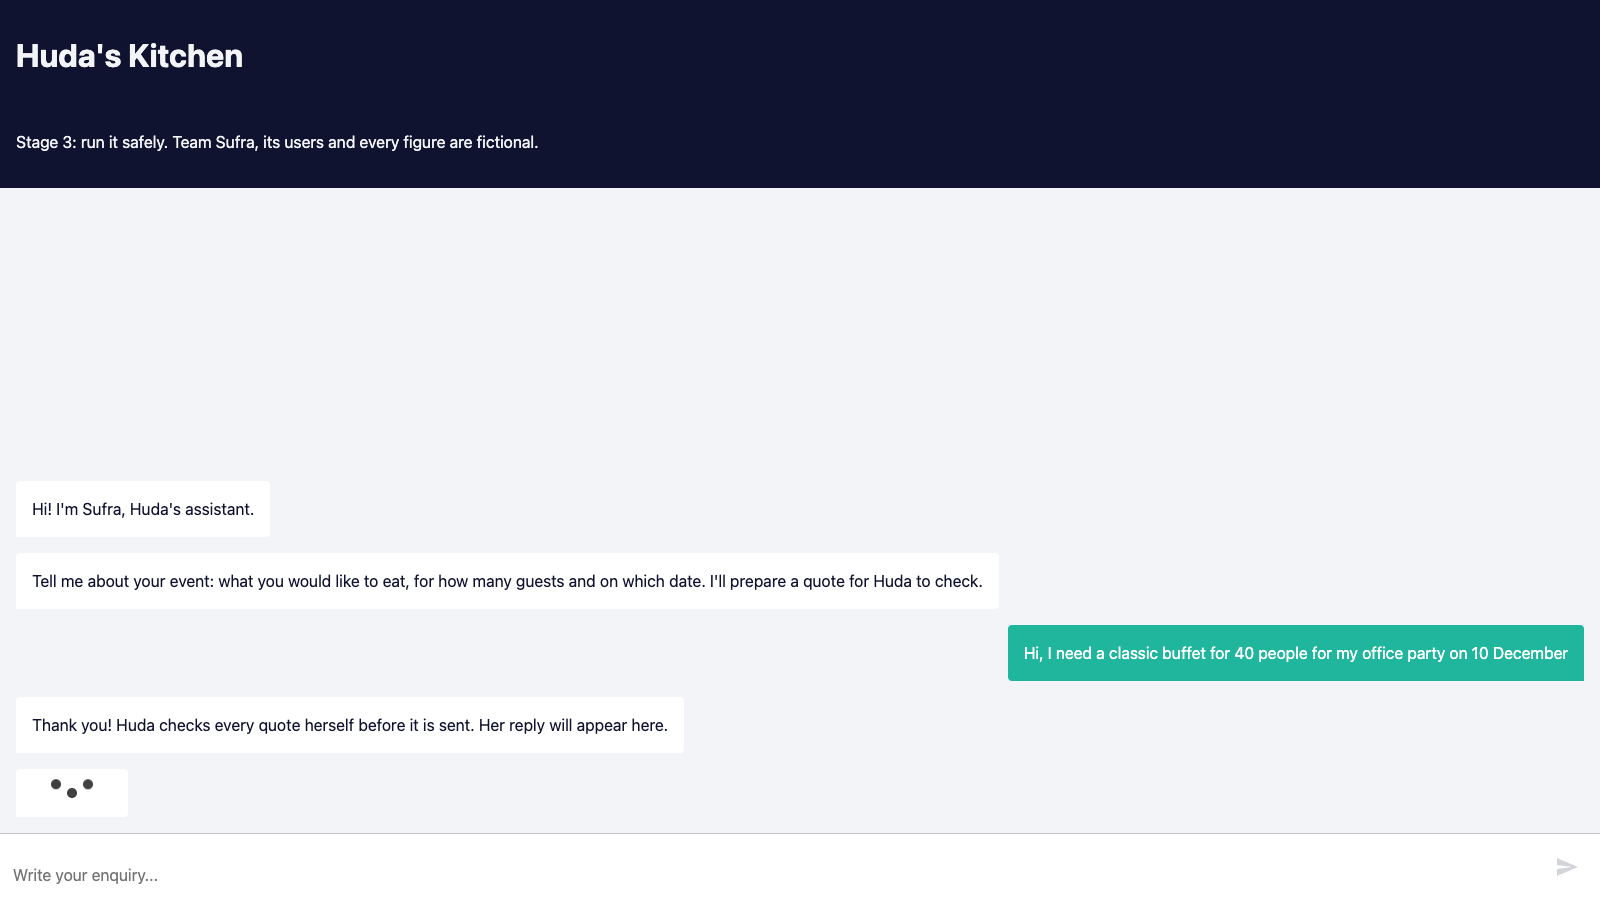 Huda's Kitchen
Stage 3: run it safely. Team Sufra, its users and every figure are fictional.
Hi! I'm Sufra, Huda's assistant.
Tell me about your event: what you would like to eat, for how many guests and on which date. I'll prepare a quote for Huda to check.
Hi, I need a classic buffet for 40 people for my office party on 10 December
Thank you! Huda checks every quote herself before it is sent. Her reply will appear here.
Write your enquiry...